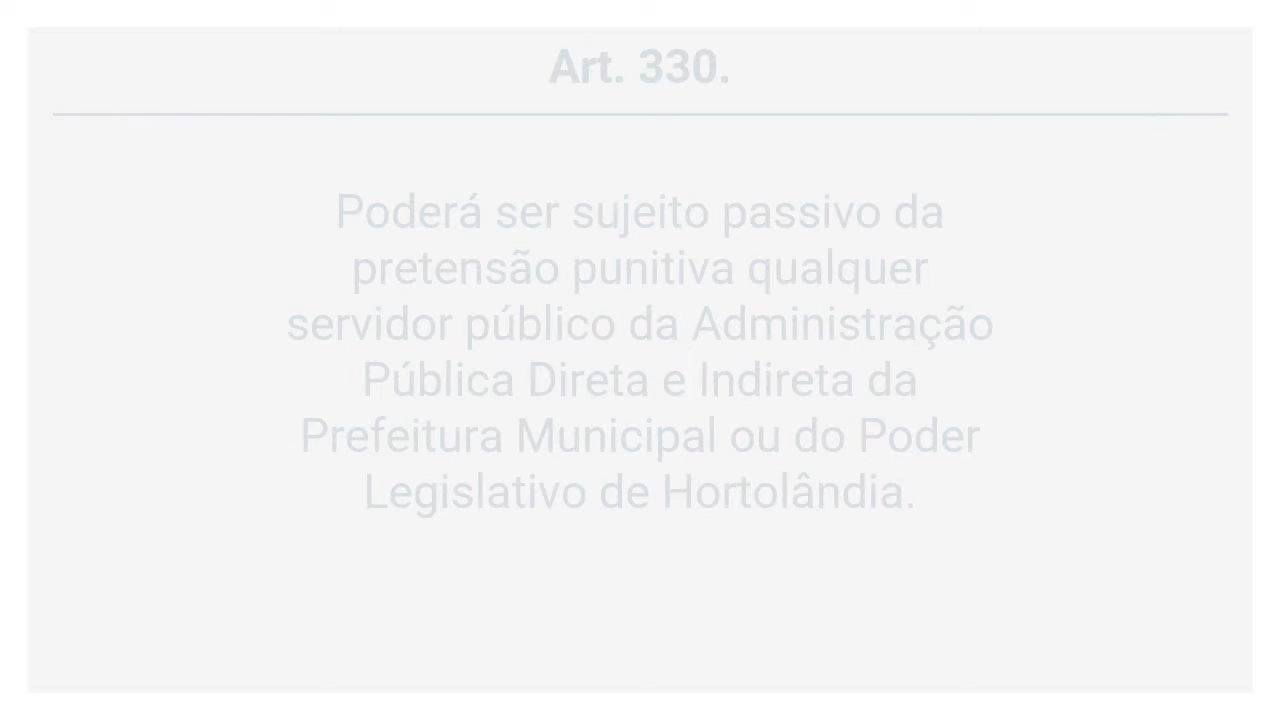 Art. 330.
Poderá ser sujeito passivo da
pretensão punitiva qualquer
servidor público da Administração
Pública Direta e Indireta da
Prefeitura Municipal ou do Poder
Legislativo de Hortolândia.